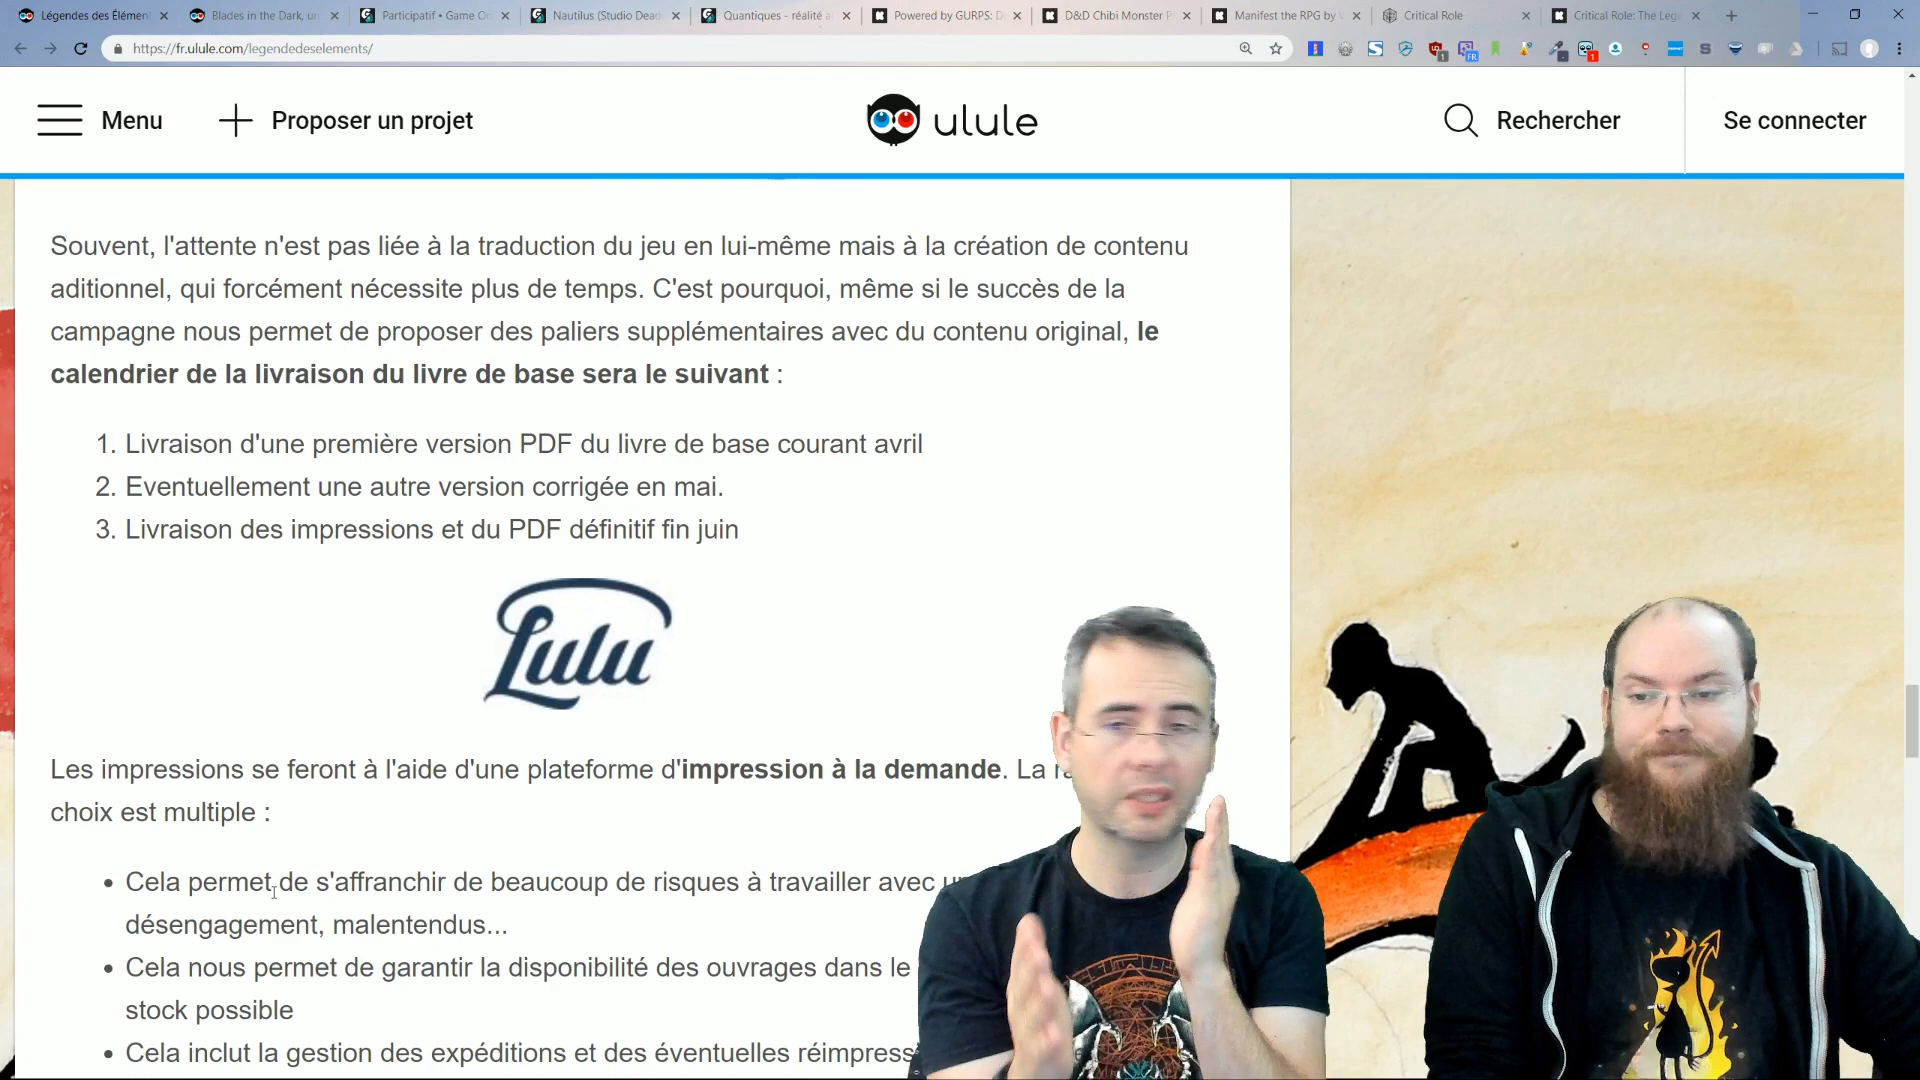 Légendes des Élémen
Blades in the Dark, un
Participatif • Game O
Nautilus (Studio Dead
Quantiques - réalité a
Powered by GURPS: D
D&D Chibi Monster P
Manifest the RPG by
Critical Role
Critical Role: The Leg
https://fr.ulule.com/legendedeselements/
Menu
Proposer un projet
ulule
Rechercher
Se connecter
Souvent, l'attente n'est pas liée à la traduction du jeu en lui-même mais à la création de contenu
aditionnel, qui forcément nécessite plus de temps. C'est pourquoi, même si le succès de la
campagne nous permet de proposer des paliers supplémentaires avec du contenu original, le
calendrier de la livraison du livre de base sera le suivant :
1. Livraison d'une première version PDF du livre de base courant avril
2. Eventuellement une autre version corrigée en mai.
3. Livraison des impressions et du PDF définitif fin juin
Lulu
Les impressions se feront à l'aide d'une plateforme d'impression à la demande. La
choix est multiple :
• Cela permet de s'affranchir de beaucoup de risques à travailler avec
désengagement, malentendus...
• Cela nous permet de garantir la disponibilité des ouvrages dans le
stock possible
• Cela inclut la gestion des expéditions et des éventuelles réimpress